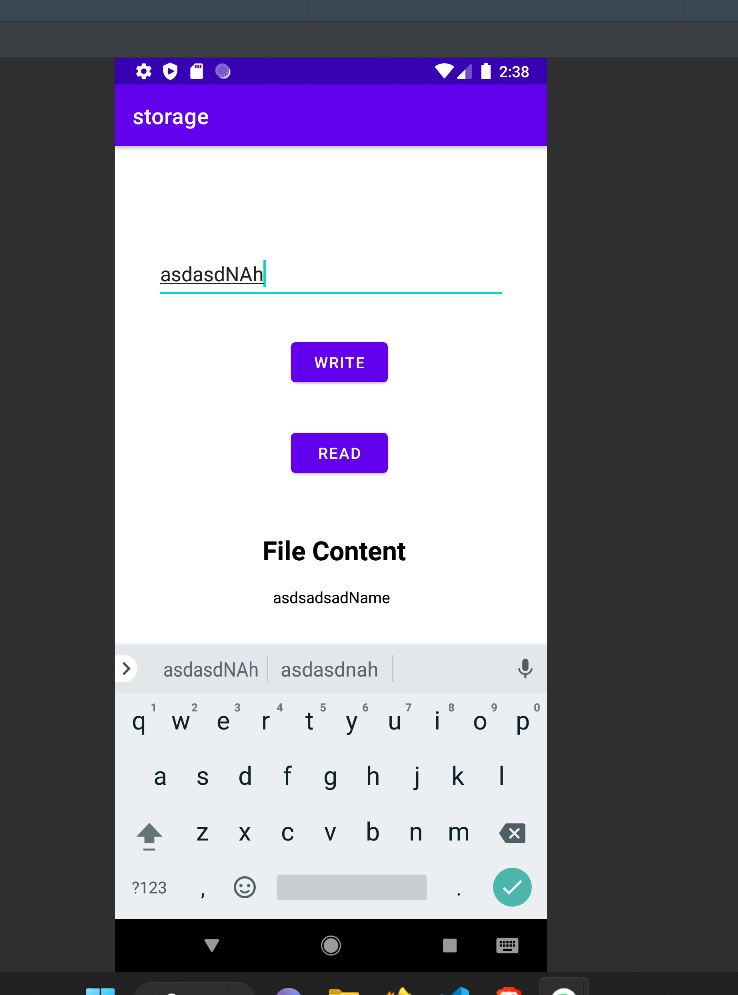 2:38
storage
asdasdNAh
WRITE
READ
File Content
asdsadsadName
asdasdNAh asdasdnah
1 2 3 4 5 6 7 8 9 0
q w e r t y u i o p
a s d f g h j k l
z x c v b n m
?123 , .